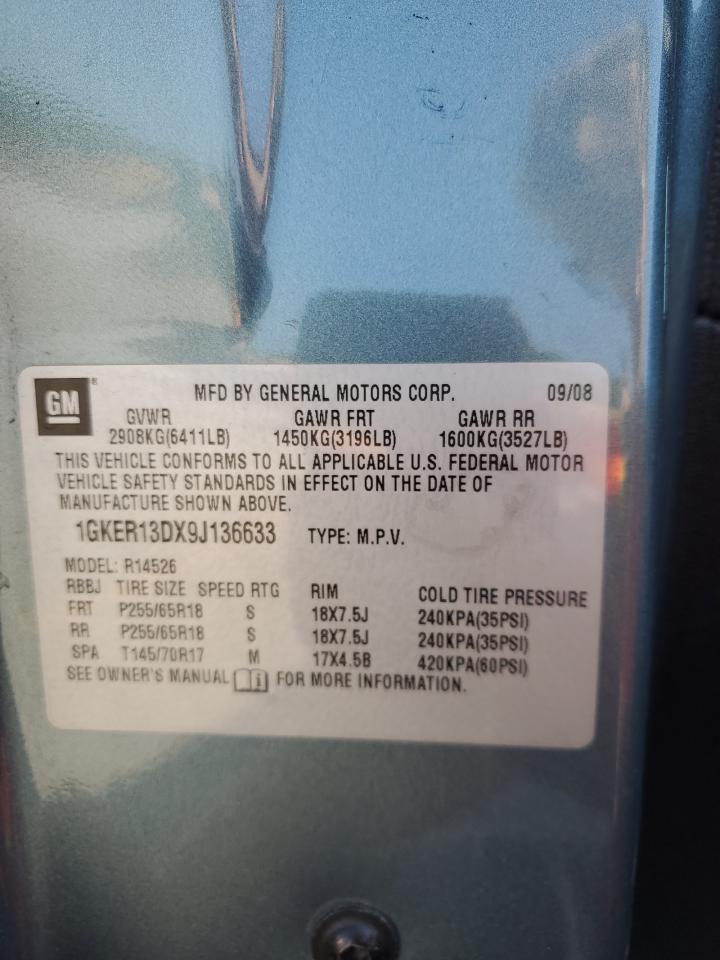 GM® MFD BY GENERAL MOTORS CORP. 09/08
GVWR GAWR FRT GAWR RR
2908KG(6411LB) 1450KG(3196LB) 1600KG(3527LB)
THIS VEHICLE CONFORMS TO ALL APPLICABLE U.S. FEDERAL MOTOR
VEHICLE SAFETY STANDARDS IN EFFECT ON THE DATE OF
MANUFACTURE SHOWN ABOVE.
1GKER13DX9J136633 TYPE: M.P.V.
MODEL: R14526
RBBJ TIRE SIZE SPEED RTG RIM COLD TIRE PRESSURE
FRT P255/65R18 S 18X7.5J 240KPA(35PSI)
RR P255/65R18 S 18X7.5J 240KPA(35PSI)
SPA T145/70R17 M 17X4.5B 420KPA(60PSI)
SEE OWNER'S MANUAL i FOR MORE INFORMATION.